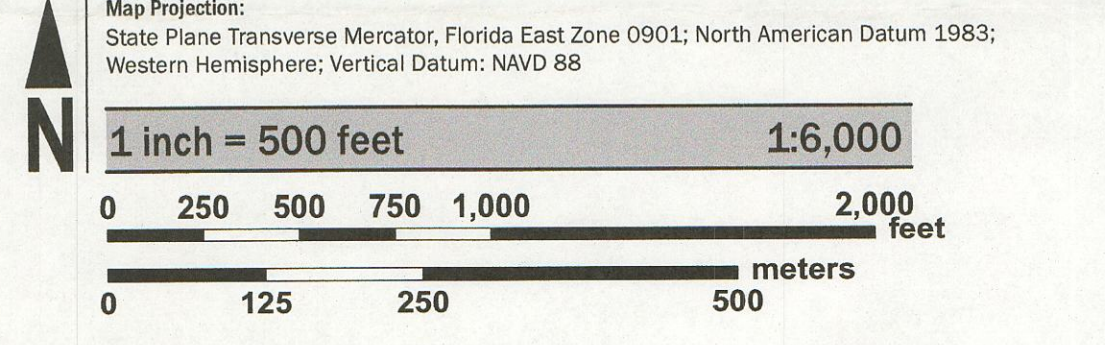 Map Projection:
State Plane Transverse Mercator, Florida East Zone 0901; North American Datum 1983;
Western Hemisphere; Vertical Datum: NAVD 88
N
1 inch = 500 feet 1:6,000
0 250 500 750 1,000 2,000
feet
meters
0 125 250 500